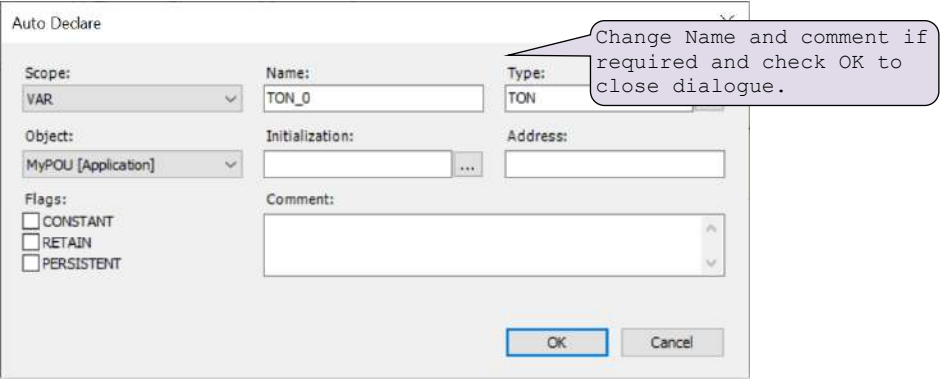 Auto Declare
Change Name and comment if
required and check OK to
close dialogue.
Scope:
Name:
Type:
VAR
TON_0
TON
Object:
Initialization:
Address:
MyPOU [Application]
...
Flags:
Comment:
CONSTANT
RETAIN
PERSISTENT
OK
Cancel